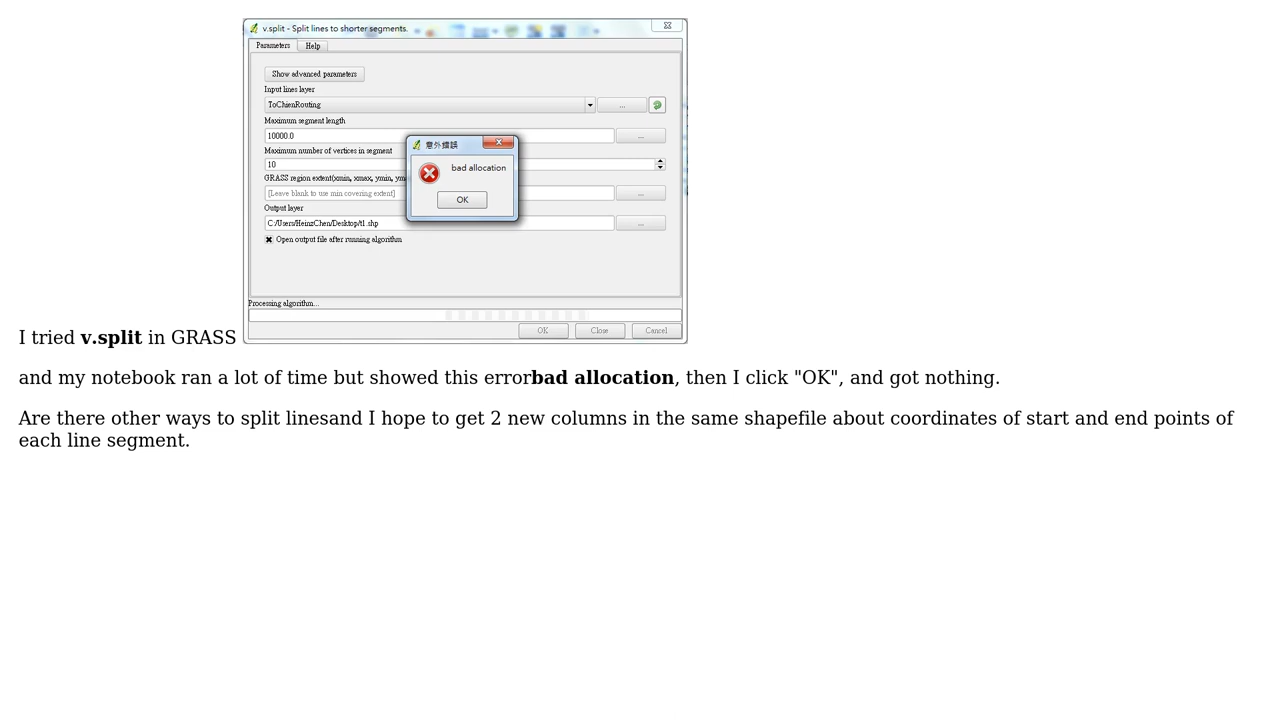 v.split - Split lines to shorter segments.
Parameters
Help
Show advanced parameters
Input lines layer
ToChienRouting
...
Maximum segment length
10000.0
...
Maximum number of vertices in segment
10
GRASS region extent(xmin, xmax, ymin, ym
[Leave blank to use min covering extent]
...
Output layer
C:/Users/HeinzChen/Desktop/t1.shp
...
Open output file after running algorithm
意外錯誤
bad allocation
OK
Processing algorithm...
OK
Close
Cancel
I tried v.split in GRASS
and my notebook ran a lot of time but showed this errorbad allocation, then I click "OK", and got nothing.
Are there other ways to split linesand I hope to get 2 new columns in the same shapefile about coordinates of start and end points of
each line segment.